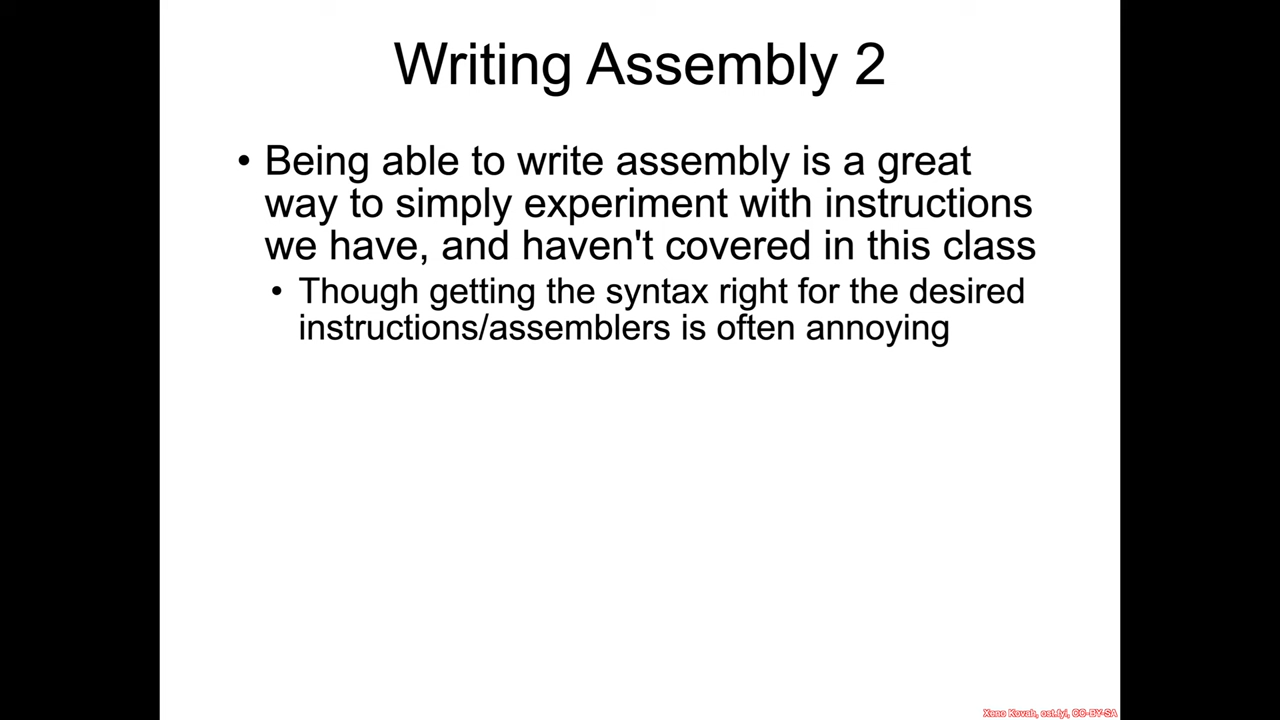 Writing Assembly 2
• Being able to write assembly is a great
way to simply experiment with instructions
we have, and haven't covered in this class
• Though getting the syntax right for the desired
instructions/assemblers is often annoying
Xeno Kovah, ost.fyi, CC-BY-SA